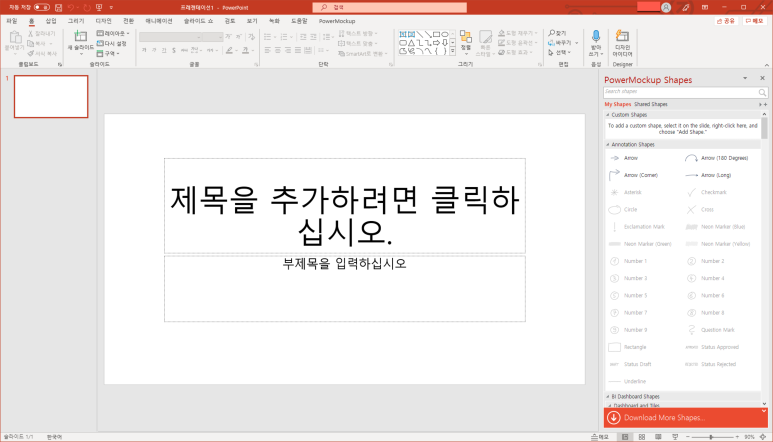 자동 저장
프레젠테이션1 - PowerPoint
검색
파일 홈 삽입 그리기 디자인 전환 애니메이션 슬라이드 쇼 검토 보기 녹화 도움말 PowerMockup
공유 메모
붙여넣기
잘라내기
복사
서식 복사
새 슬라이드
레이아웃
다시 설정
구역
텍스트 방향
텍스트 맞춤
SmartArt로 변환
정렬
빠른 스타일
도형 채우기
도형 윤곽선
도형 효과
찾기
바꾸기
선택
받아쓰기
디자인 아이디어
클립보드 슬라이드 글꼴 단락 그리기 편집 음성 Designer
1
제목을 추가하려면 클릭하
십시오.
부제목을 입력하십시오
PowerMockup Shapes
Search shapes
My Shapes Shared Shapes
Custom Shapes
To add a custom shape, select it on the slide, right-click here, and
choose "Add Shape."
Annotation Shapes
Arrow Arrow (180 Degrees)
Arrow (Corner) Arrow (Long)
Asterisk Checkmark
Circle Cross
Exclamation Mark Neon Marker (Blue)
Neon Marker (Green) Neon Marker (Yellow)
Number 1 Number 2
Number 3 Number 4
Number 5 Number 6
Number 7 Number 8
Number 9 Question Mark
Rectangle Status Approved
Status Draft Status Rejected
Underline
BI Dashboard Shapes
Dashboard and Tiles
Download More Shapes...
슬라이드 1/1 한국어 메모 90%